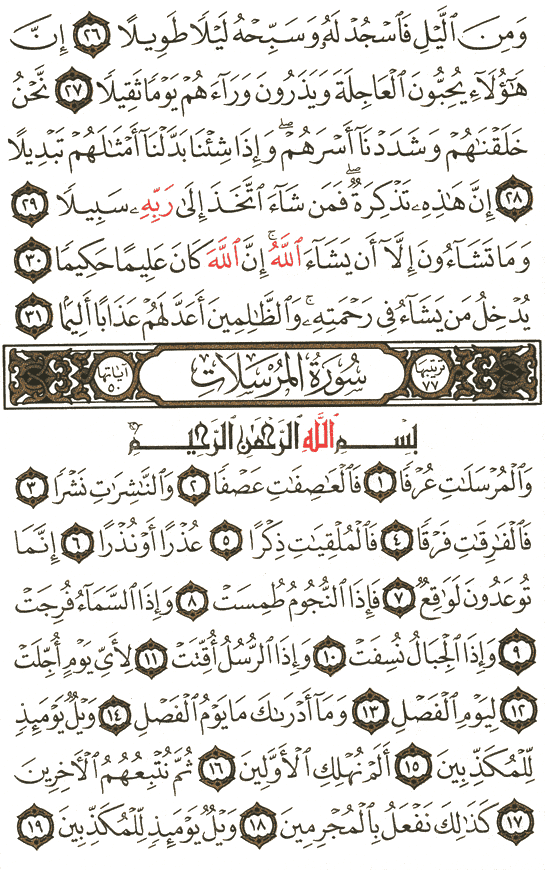 وَمِنَ ٱلَّيۡلِ فَٱسۡجُدۡ لَهُۥ وَسَبِّحۡهُ لَيۡلٗا طَوِيلًا ٢٦ إِنَّ
هَٰٓؤُلَآءِ يُحِبُّونَ ٱلۡعَاجِلَةَ وَيَذَرُونَ وَرَآءَهُمۡ يَوۡمٗا ثَقِيلٗا ٢٧ نَّحۡنُ
خَلَقۡنَٰهُمۡ وَشَدَدۡنَآ أَسۡرَهُمۡۖ وَإِذَا شِئۡنَا بَدَّلۡنَآ أَمۡثَٰلَهُمۡ تَبۡدِيلًا
٢٨ إِنَّ هَٰذِهِۦ تَذۡكِرَةٞۖ فَمَن شَآءَ ٱتَّخَذَ إِلَىٰ رَبِّهِۦ سَبِيلٗا ٢٩
وَمَا تَشَآءُونَ إِلَّآ أَن يَشَآءَ ٱللَّهُۚ إِنَّ ٱللَّهَ كَانَ عَلِيمًا حَكِيمٗا ٣٠
يُدۡخِلُ مَن يَشَآءُ فِي رَحۡمَتِهِۦۚ وَٱلظَّٰلِمِينَ أَعَدَّ لَهُمۡ عَذَابًا أَلِيمَۢا ٣١
ترتيبها ٧٧ سُورَةُ المُرْسَلَات آياتها ٥٠
بِسۡمِ ٱللَّهِ ٱلرَّحۡمَٰنِ ٱلرَّحِيمِ
وَٱلۡمُرۡسَلَٰتِ عُرۡفٗا ١ فَٱلۡعَٰصِفَٰتِ عَصۡفٗا ٢ وَٱلنَّٰشِرَٰتِ نَشۡرٗا ٣
فَٱلۡفَٰرِقَٰتِ فَرۡقٗا ٤ فَٱلۡمُلۡقِيَٰتِ ذِكۡرًا ٥ عُذۡرًا أَوۡ نُذۡرًا ٦ إِنَّمَا
تُوعَدُونَ لَوَٰقِعٞ ٧ فَإِذَا ٱلنُّجُومُ طُمِسَتۡ ٨ وَإِذَا ٱلسَّمَآءُ فُرِجَتۡ
٩ وَإِذَا ٱلۡجِبَالُ نُسِفَتۡ ١٠ وَإِذَا ٱلرُّسُلُ أُقِّتَتۡ ١١ لِأَيِّ يَوۡمٍ أُجِّلَتۡ
١٢ لِيَوۡمِ ٱلۡفَصۡلِ ١٣ وَمَآ أَدۡرَىٰكَ مَا يَوۡمُ ٱلۡفَصۡلِ ١٤ وَيۡلٞ يَوۡمَئِذٖ
لِّلۡمُكَذِّبِينَ ١٥ أَلَمۡ نُهۡلِكِ ٱلۡأَوَّلِينَ ١٦ ثُمَّ نُتۡبِعُهُمُ ٱلۡأٓخِرِينَ
١٧ كَذَٰلِكَ نَفۡعَلُ بِٱلۡمُجۡرِمِينَ ١٨ وَيۡلٞ يَوۡمَئِذٖ لِّلۡمُكَذِّبِينَ ١٩